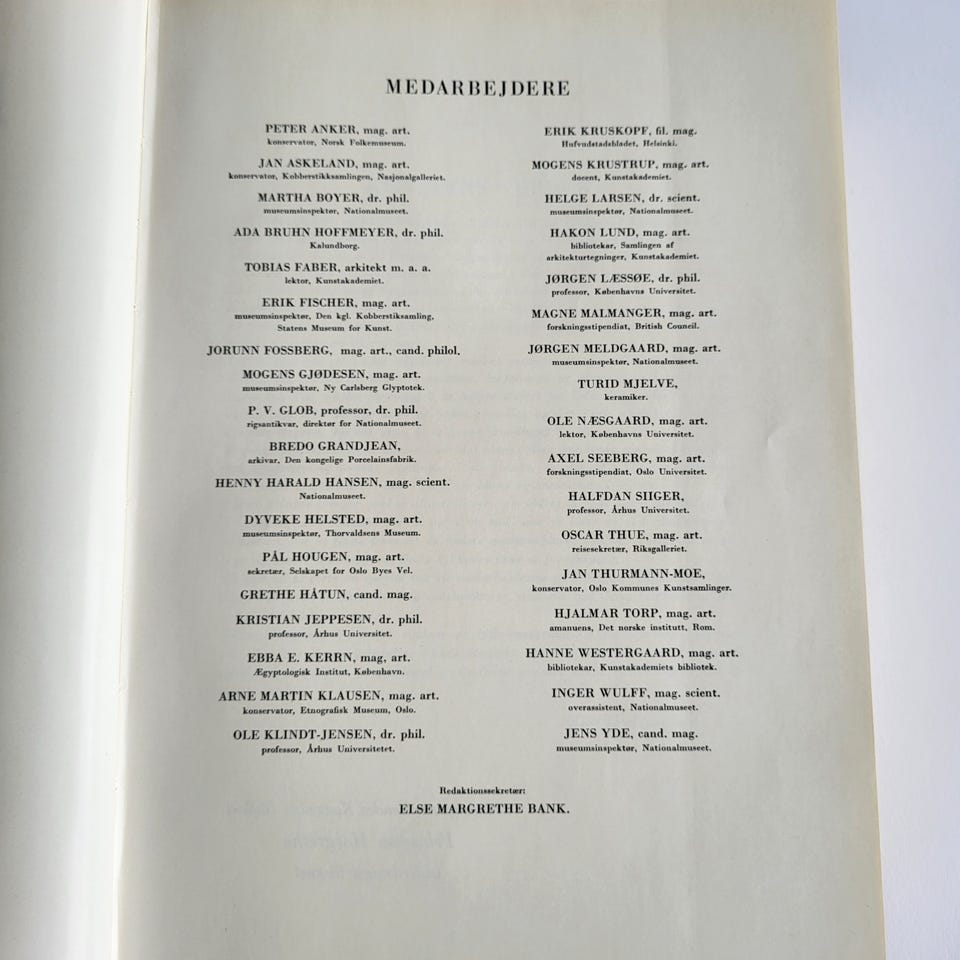 MEDARBEJDERE
PETER ANKER, mag. art.
konservator, Norsk Folkemuseum.
JAN ASKELAND, mag. art.
konservator, Kobberstikksamlingen, Nasjonalgalleriet.
MARTHA BOYER, dr. phil.
museumsinspektør, Nationalmuseet.
ADA BRUHN HOFFMEYER, dr. phil.
Kalundborg.
TOBIAS FABER, arkitekt m. a. a.
lektor, Kunstakademiet.
ERIK FISCHER, mag. art.
museumsinspektør, Den kgl. Kobberstiksamling,
Statens Museum for Kunst.
JORUNN FOSSBERG, mag. art., cand. philol.
MOGENS GJØDESEN, mag. art.
museumsinspektør, Ny Carlsberg Glyptotek.
P. V. GLOB, professor, dr. phil.
rigsantikvar, direktør for Nationalmuseet.
BREDO GRANDJEAN,
arkivar, Den kongelige Porcelainsfabrik.
HENNY HARALD HANSEN, mag. scient.
Nationalmuseet.
DYVEKE HELSTED, mag. art.
museumsinspektør, Thorvaldsens Museum.
PÅL HOUGEN, mag. art.
sekretær, Selskapet for Oslo Byes Vel.
GRETHE HÅTUN, cand. mag.
KRISTIAN JEPPESEN, dr. phil.
professor, Århus Universitet.
EBBA E. KERRN, mag, art.
Ægyptologisk Institut, København.
ARNE MARTIN KLAUSEN, mag. art.
konservator, Etnografisk Museum, Oslo.
OLE KLINDT-JENSEN, dr. phil.
professor, Århus Universitetet.
ERIK KRUSKOPF, fil. mag.
Hufvudstadsbladet, Helsinki.
MOGENS KRUSTRUP, mag. art.
docent, Kunstakademiet.
HELGE LARSEN, dr. scient.
museumsinspektør, Nationalmuseet.
HAKON LUND, mag. art.
bibliotekar, Samlingen af
arkitekturtegninger, Kunstakademiet.
JØRGEN LÆSSØE, dr. phil.
professor, Københavns Universitet.
MAGNE MALMANGER, mag. art.
forskningsstipendiat, British Council.
JØRGEN MELDGAARD, mag. art.
museumsinspektør, Nationalmuseet.
TURID MJELVE,
keramiker.
OLE NÆSGAARD, mag. art.
lektor, Københavns Universitet.
AXEL SEEBERG, mag. art.
forskningsstipendiat, Oslo Universitet.
HALFDAN SIIGER,
professor, Århus Universitet.
OSCAR THUE, mag. art.
reisesekretær, Riksgalleriet.
JAN THURMANN-MOE,
konservator, Oslo Kommunes Kunstsamlinger.
HJALMAR TORP, mag. art.
amanuens, Det norske institutt, Rom.
HANNE WESTERGAARD, mag. art.
bibliotekar, Kunstakademiets bibliotek.
INGER WULFF, mag. scient.
overassistent, Nationalmuseet.
JENS YDE, cand. mag.
museumsinspektør, Nationalmuseet.
Redaktionssekretær:
ELSE MARGRETHE BANK.